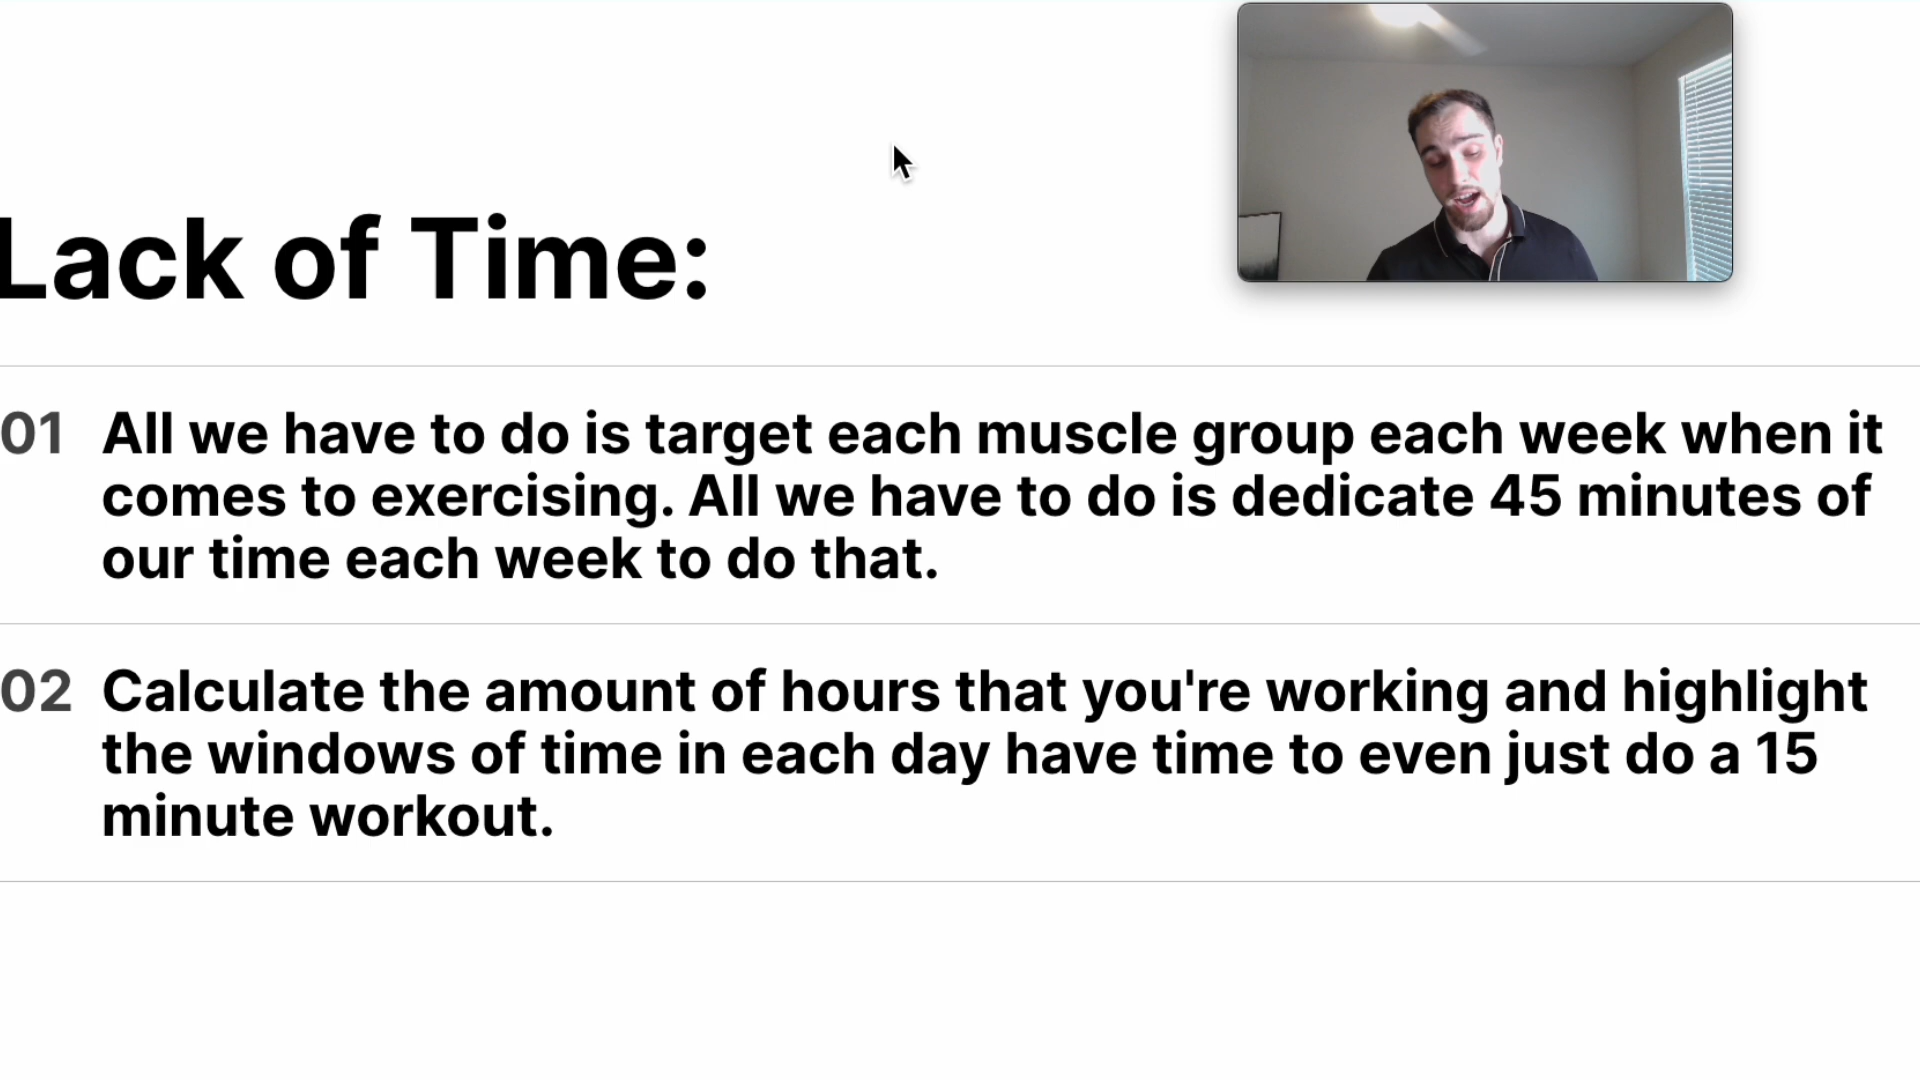 Lack of Time:
01 All we have to do is target each muscle group each week when it
comes to exercising. All we have to do is dedicate 45 minutes of
our time each week to do that.
02 Calculate the amount of hours that you're working and highlight
the windows of time in each day have time to even just do a 15
minute workout.